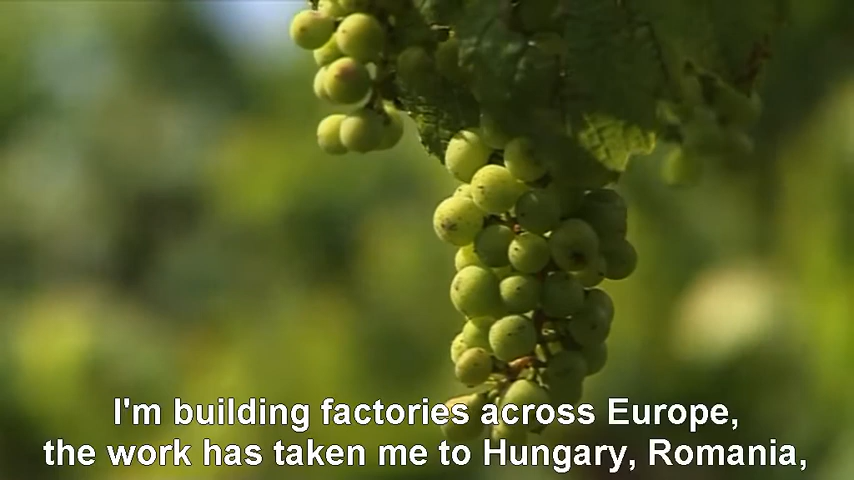 I'm building factories across Europe,
the work has taken me to Hungary, Romania,